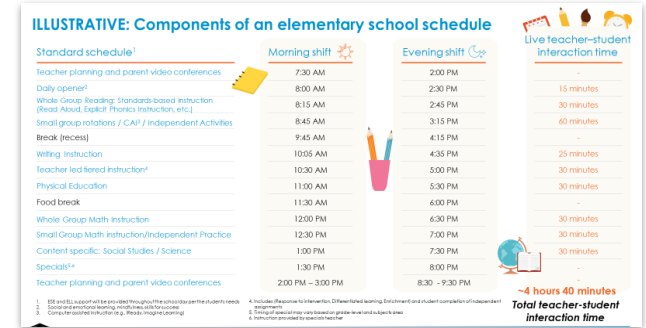 ILLUSTRATIVE: Components of an elementary school schedule
Live teacher–student
interaction time
Standard schedule1 Morning shift Evening shift
Teacher planning and parent video conferences 7:30 AM 2:00 PM –
Daily opener2 8:00 AM 2:30 PM 15 minutes
Whole Group Reading: Standards-based Instruction
(Read Aloud, Explicit Phonics Instruction, etc.) 8:15 AM 2:45 PM 30 minutes
Small group rotations / CAI3 / Independent Activities 8:45 AM 3:15 PM 60 minutes
Break (recess) 9:45 AM 4:15 PM –
Writing Instruction 10:05 AM 4:35 PM 25 minutes
Teacher led tiered instruction4 10:30 AM 5:00 PM 30 minutes
Physical Education 11:00 AM 5:30 PM 30 minutes
Food break 11:30 AM 6:00 PM –
Whole Group Math Instruction 12:00 PM 6:30 PM 30 minutes
Small Group Math Instruction/Independent Practice 12:30 PM 7:00 PM 30 minutes
Content specific: Social Studies / Science 1:00 PM 7:30 PM 30 minutes
Specials5,6 1:30 PM 8:00 PM –
Teacher planning and parent video conferences 2:00 PM – 3:00 PM 8:30 - 9:30 PM –
~4 hours 40 minutes
Total teacher-student
interaction time
1. ESE and ELL support will be provided throughout the school day per the students needs
2. Social and emotional learning, mindfulness, skills for success
3. Computer assisted instruction (e.g., iReady, Imagine Learning)
4. Includes (Response to intervention, Differentiated learning, Enrichment) and student completion of independent
assignments
5. Timing of special may vary based on grade-level and subjects area
6. Instruction provided by specials teacher